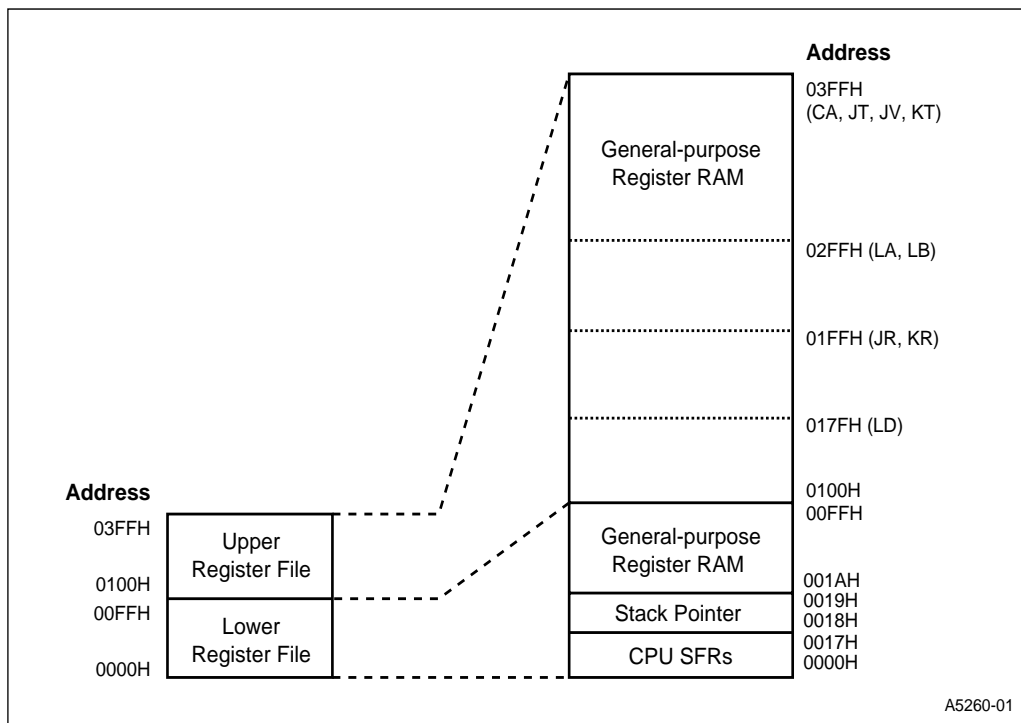 Address
03FFH
(CA, JT, JV, KT)
General-purpose
Register RAM
02FFH (LA, LB)
01FFH (JR, KR)
017FH (LD)
0100H
00FFH
General-purpose
Register RAM
001AH
0019H
Stack Pointer
0018H
0017H
CPU SFRs
0000H
Address
03FFH
Upper
Register File
0100H
00FFH
Lower
Register File
0000H
A5260-01